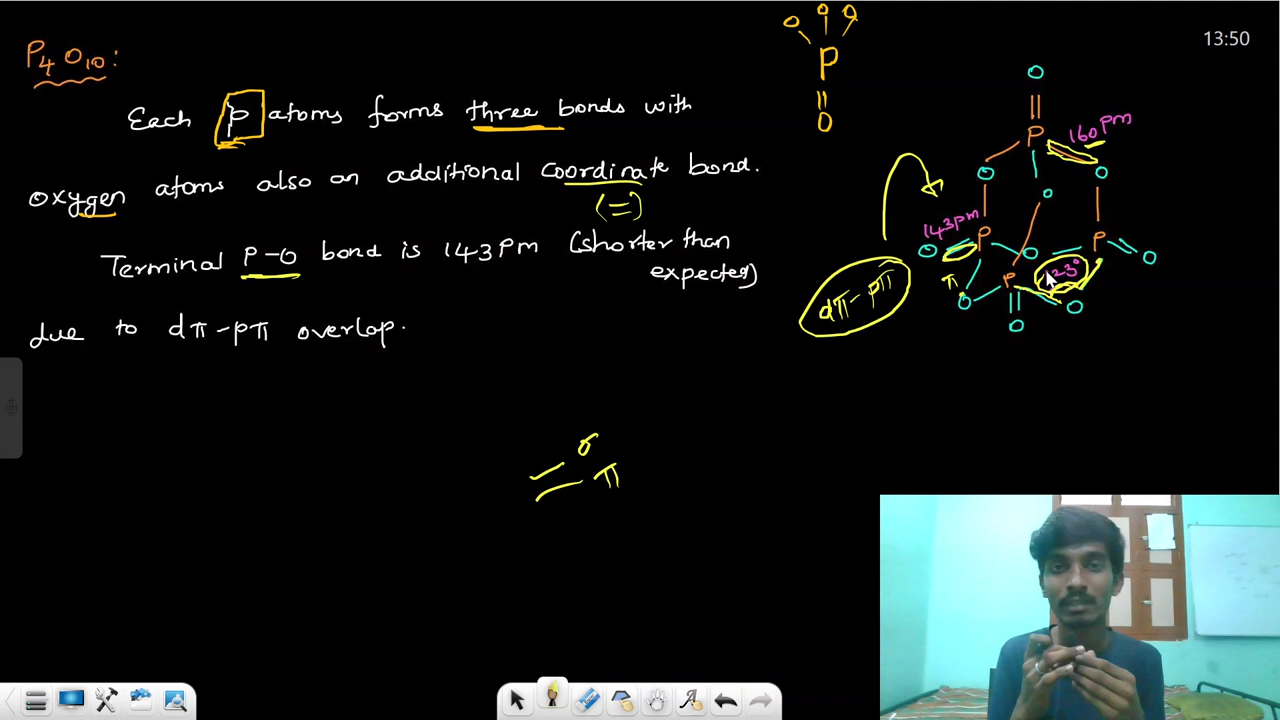 P4O10:
Each P atoms forms three bonds with
oxygen atoms also an additional coordinate bond.
(=)
Terminal P-O bond is 143pm (shorter than
expected)
due to dπ-pπ overlap.
σ
= π
O O O
P
||
O
13:50
O
||
P
160pm
O
O
O
143pm
O
P
O
P
O
P
123°
π
O
O
O
dπ-pπ